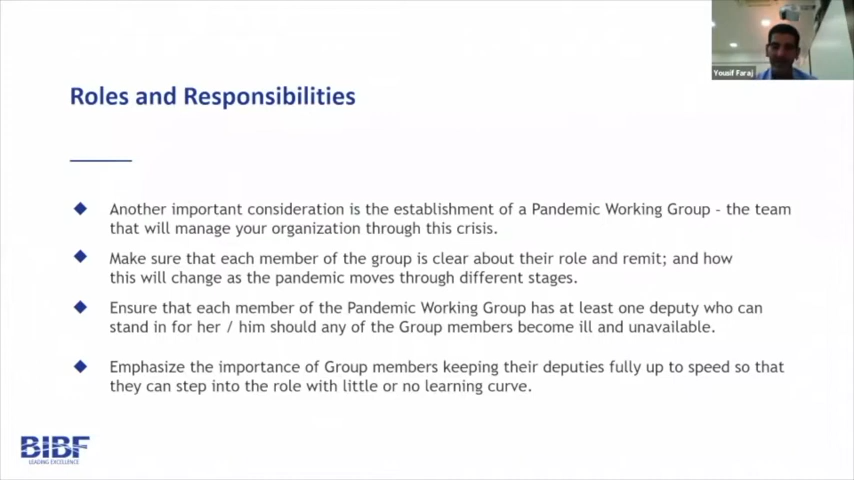 Yousif Faraj
Roles and Responsibilities
Another important consideration is the establishment of a Pandemic Working Group - the team
that will manage your organization through this crisis.
Make sure that each member of the group is clear about their role and remit; and how
this will change as the pandemic moves through different stages.
Ensure that each member of the Pandemic Working Group has at least one deputy who can
stand in for her / him should any of the Group members become ill and unavailable.
Emphasize the importance of Group members keeping their deputies fully up to speed so that
they can step into the role with little or no learning curve.
BIBF
LEADING EXCELLENCE